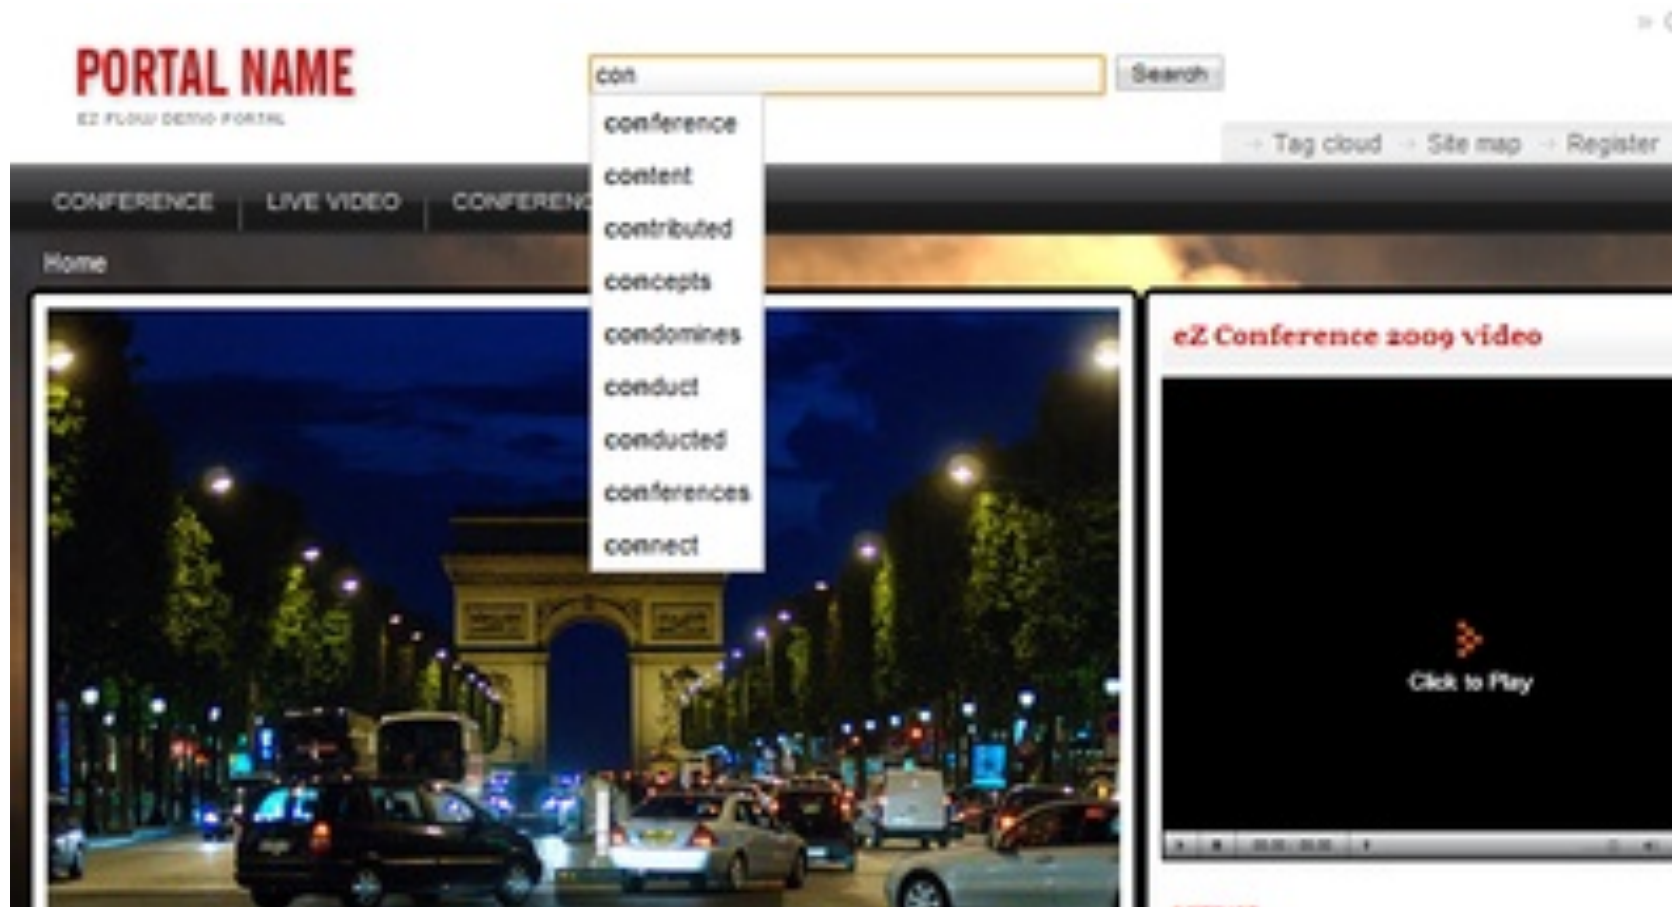 PORTAL NAME
EZ FLOW DEMO PORTAL
con
Search
conference
content
contributed
concepts
condomines
conduct
conducted
conferences
connect
Tag cloud
Site map
Register
CONFERENCE
LIVE VIDEO
CONFERENC
Home
eZ Conference 2009 video
Click to Play